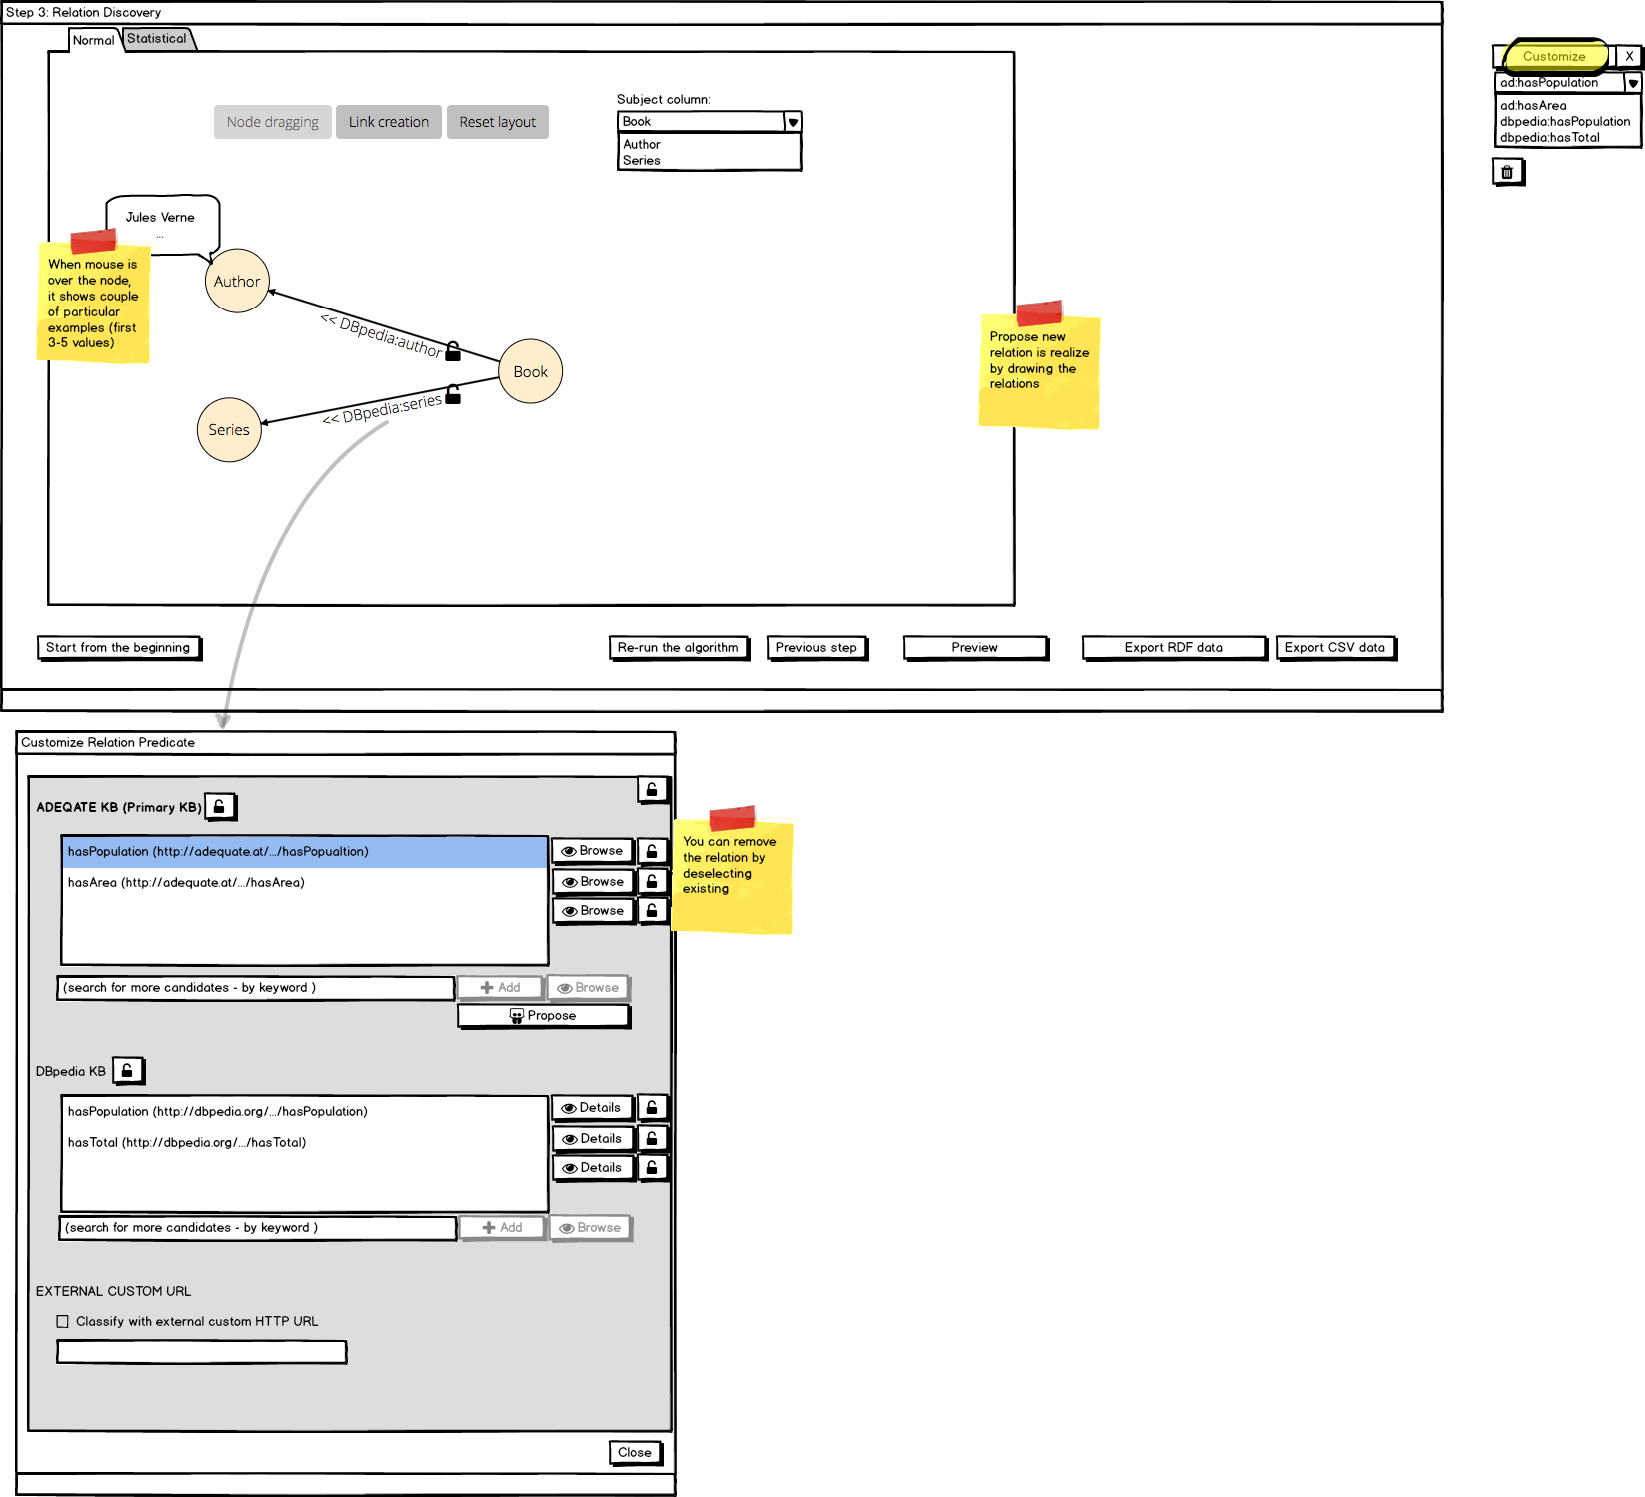 Step 3: Relation Discovery
Normal
Statistical
Node dragging
Link creation
Reset layout
Subject column:
Book
Author
Series
Customize
X
ad:hasPopulation
ad:hasArea
dbpedia:hasPopulation
dbpedia:hasTotal
Jules Verne
...
When mouse is
over the node,
it shows couple
of particular
examples (first
3-5 values)
Author
<< DBpedia:author
Book
<< DBpedia:series
Series
Propose new
relation is realize
by drawing the
relations
Start from the beginning
Re-run the algorithm
Previous step
Preview
Export RDF data
Export CSV data
Customize Relation Predicate
ADEQATE KB (Primary KB)
hasPopulation (http://adequate.at/.../hasPopualtion)
Browse
hasArea (http://adequate.at/.../hasArea)
Browse
Browse
You can remove
the relation by
deselecting
existing
(search for more candidates - by keyword )
Add
Browse
Propose
DBpedia KB
hasPopulation (http://dbpedia.org/.../hasPopulation)
Details
hasTotal (http://dbpedia.org/.../hasTotal)
Details
Details
(search for more candidates - by keyword )
Add
Browse
EXTERNAL CUSTOM URL
Classify with external custom HTTP URL
Close